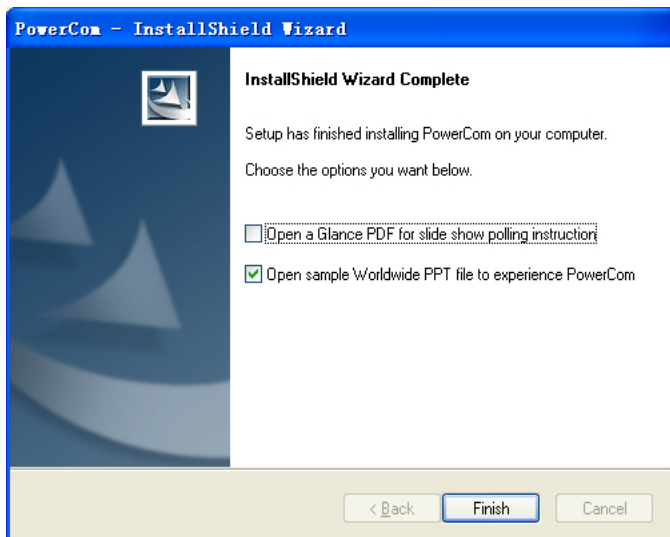 PowerCom - InstallShield Wizard
InstallShield Wizard Complete
Setup has finished installing PowerCom on your computer.
Choose the options you want below.
Open a Glance PDF for slide show polling instruction
Open sample Worldwide PPT file to experience PowerCom
< Back Finish Cancel